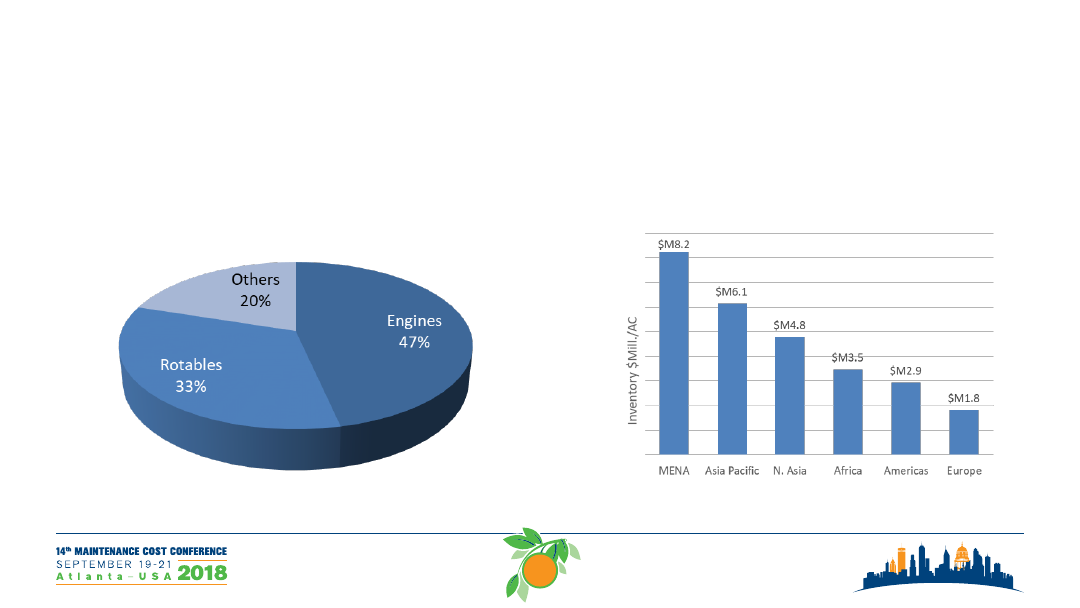 Others
20%
Engines
47%
Rotables
33%
Inventory $Mill./AC
$M8.2
$M6.1
$M4.8
$M3.5
$M2.9
$M1.8
MENA Asia Pacific N. Asia Africa Americas Europe
14th MAINTENANCE COST CONFERENCE
SEPTEMBER 19-21
Atlanta - USA 2018